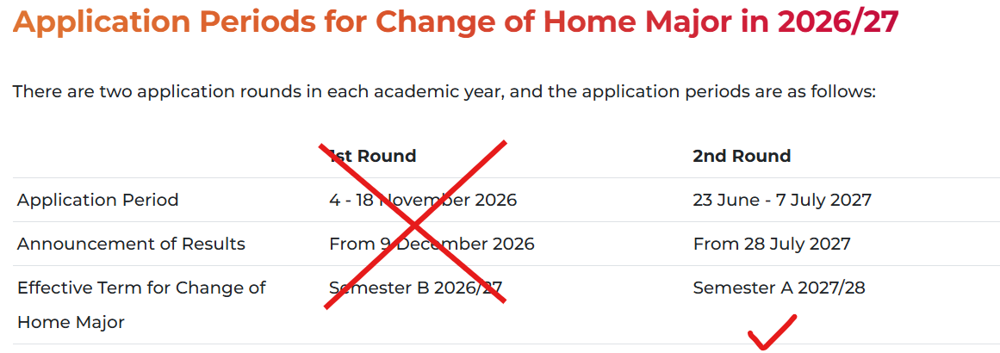 Application Periods for Change of Home Major in 2026/27
There are two application rounds in each academic year, and the application periods are as follows:
1st Round 2nd Round
Application Period 4 - 18 November 2026 23 June - 7 July 2027
Announcement of Results From 9 December 2026 From 28 July 2027
Effective Term for Change of Semester B 2026/27 Semester A 2027/28
Home Major